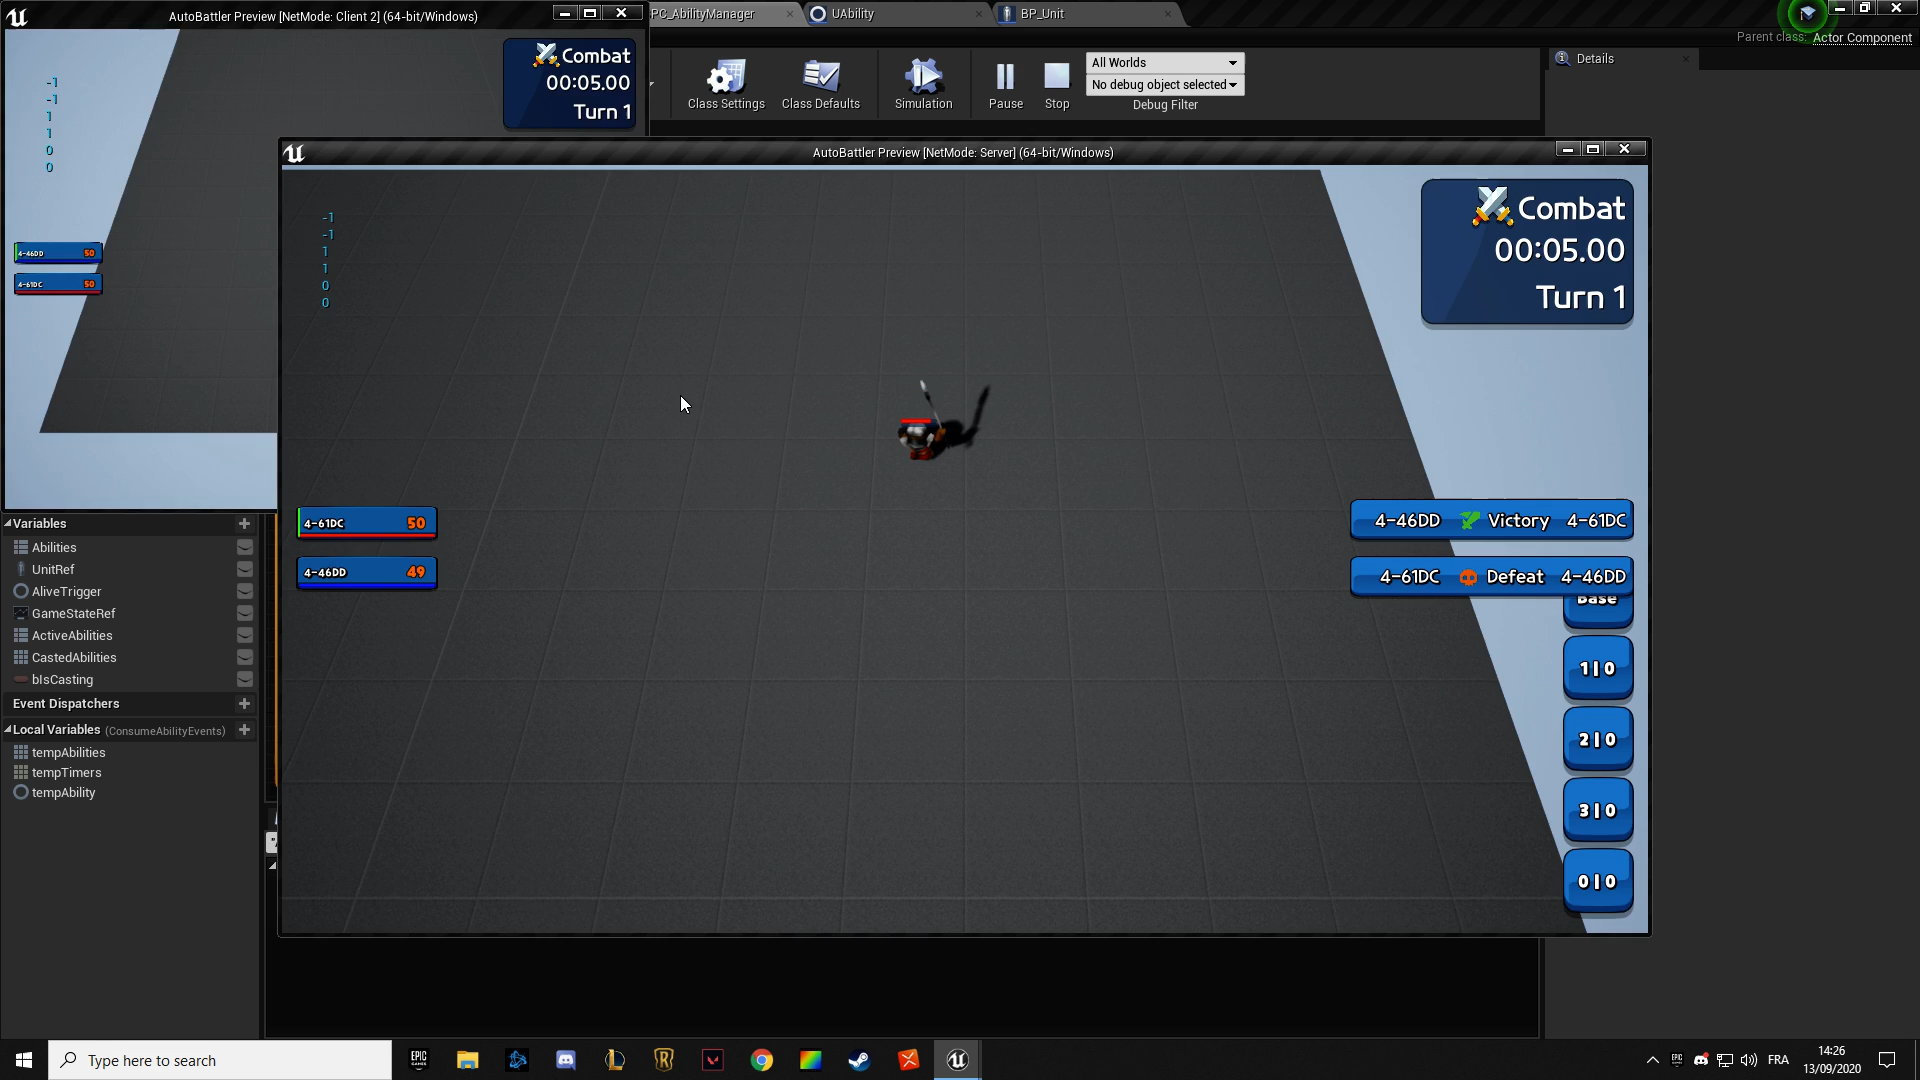 AutoBattler Preview [NetMode: Client 2] (64-bit/Windows)
PC_AbilityManager
UAbility
BP_Unit
Parent class: Actor Component
Combat
00:05.00
Turn 1
-1
-1
1
1
0
0
4-46DD 50
4-61DC 50
Class Settings
Class Defaults
Simulation
Pause
Stop
All Worlds
No debug object selected
Debug Filter
Details
AutoBattler Preview [NetMode: Server] (64-bit/Windows)
-1
-1
1
1
0
0
Combat
00:05.00
Turn 1
4-61DC 50
4-46DD 49
4-46DD Victory 4-61DC
4-61DC Defeat 4-46DD
Base
1|0
2|0
3|0
0|0
Variables
Abilities
UnitRef
AliveTrigger
GameStateRef
ActiveAbilities
CastedAbilities
bIsCasting
Event Dispatchers
Local Variables (ConsumeAbilityEvents)
tempAbilities
tempTimers
tempAbility
Type here to search
EPIC GAMES
FRA
14:26
13/09/2020